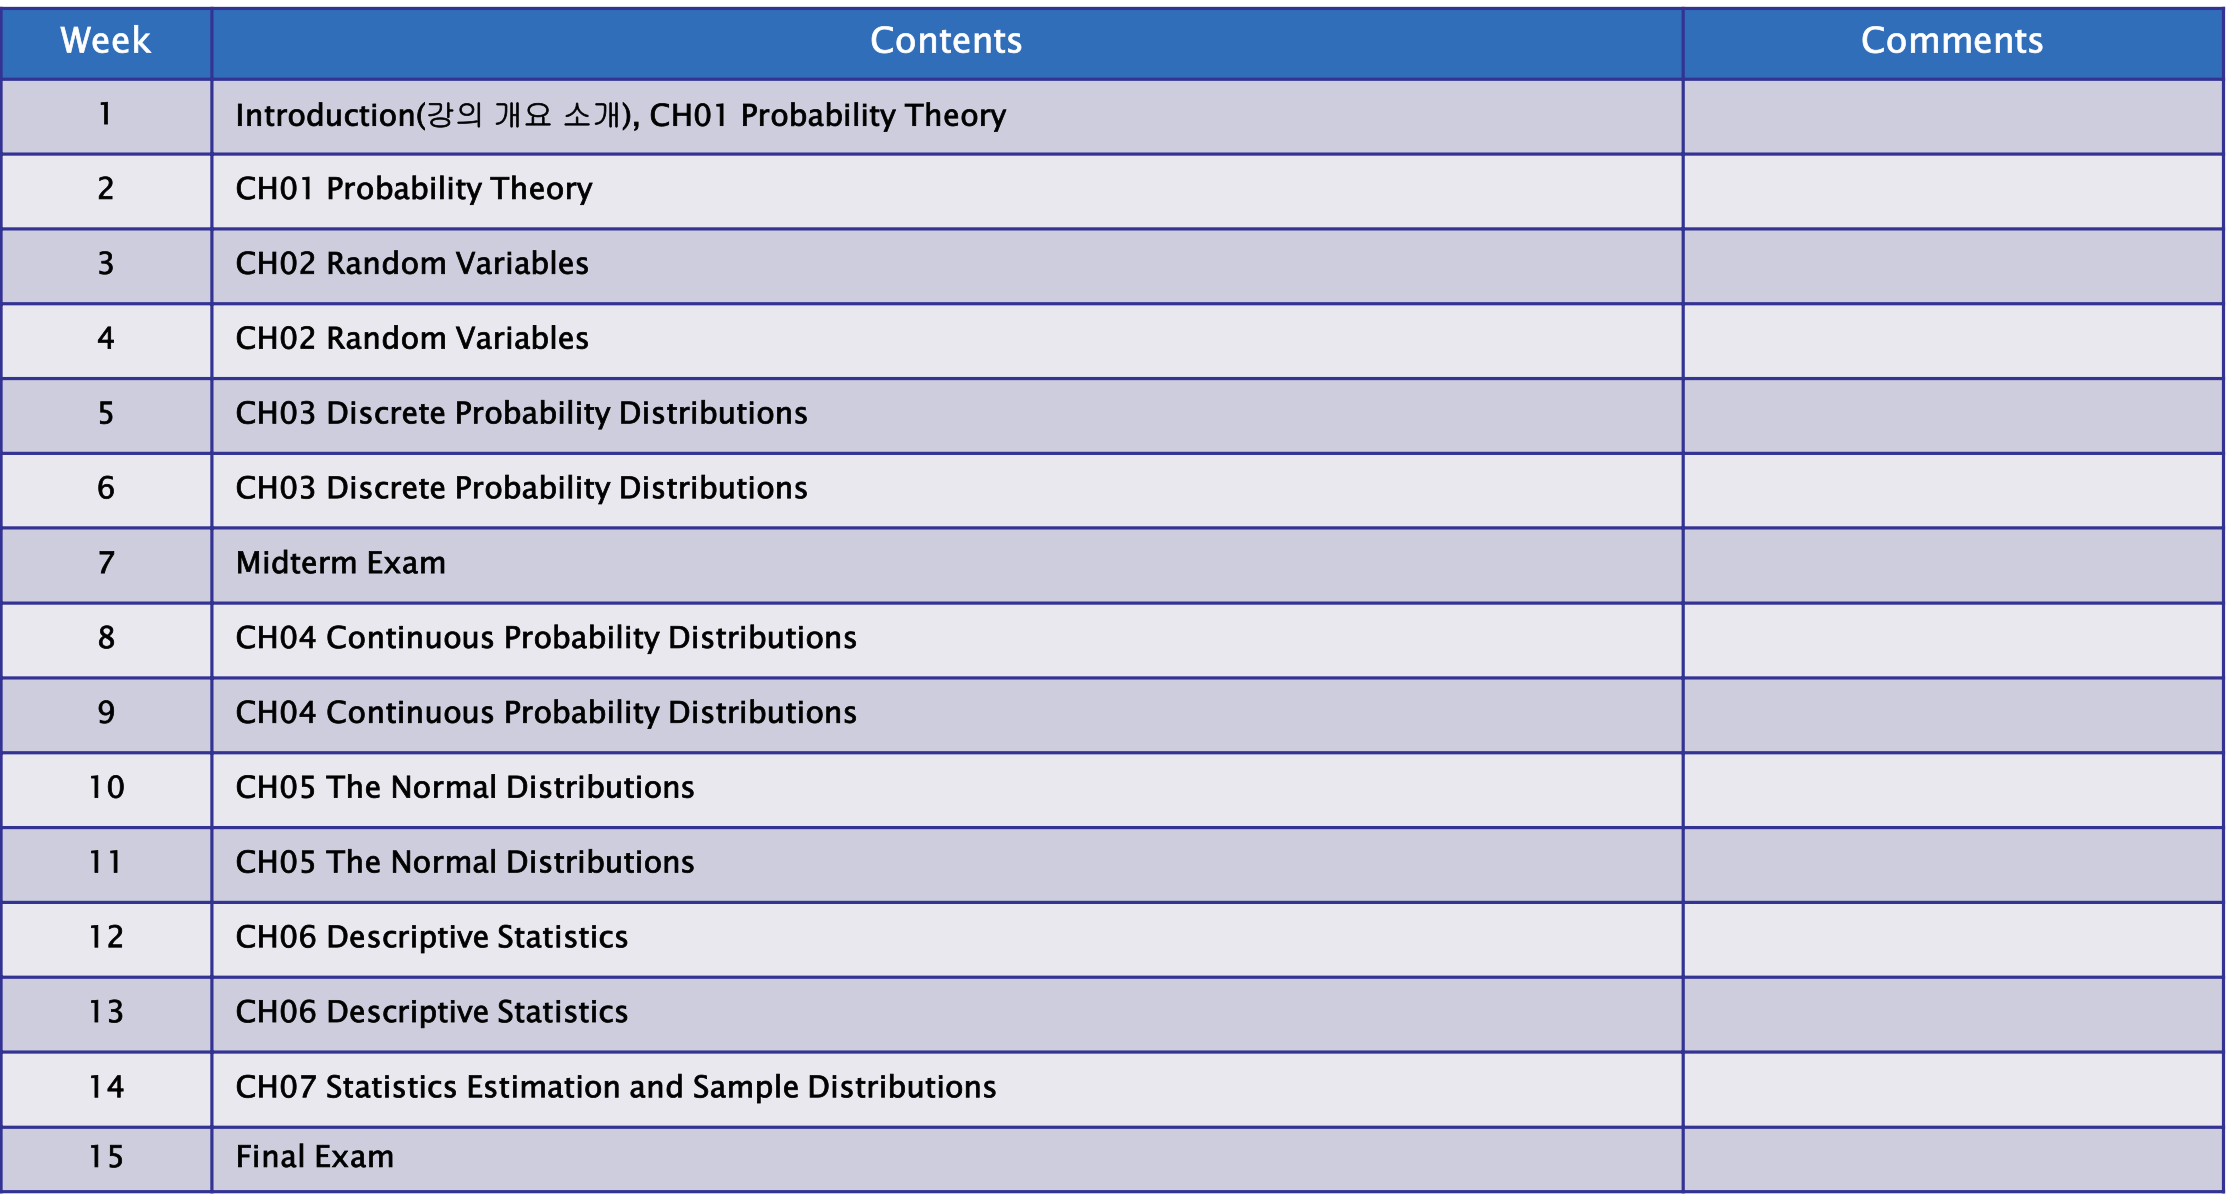 Week Contents Comments
1 Introduction(강의 개요 소개), CH01 Probability Theory
2 CH01 Probability Theory
3 CH02 Random Variables
4 CH02 Random Variables
5 CH03 Discrete Probability Distributions
6 CH03 Discrete Probability Distributions
7 Midterm Exam
8 CH04 Continuous Probability Distributions
9 CH04 Continuous Probability Distributions
10 CH05 The Normal Distributions
11 CH05 The Normal Distributions
12 CH06 Descriptive Statistics
13 CH06 Descriptive Statistics
14 CH07 Statistics Estimation and Sample Distributions
15 Final Exam